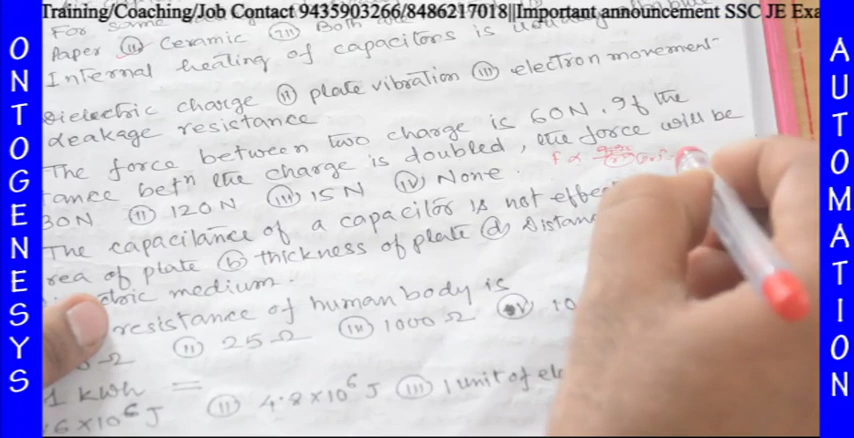 Training/Coaching/Job Contact 9435903266/8486217018||Important announcement SSC JE Exa
ONTOGENESYS
For some
Paper (ii) Ceramic (iii) Both
Internal heating of capacitors is usually
Dielectric charge (ii) plate vibration (iii) electron movement
Leakage resistance
The force between two charge is 60N. If the
tance betn the charge is doubled, the force will be
30N (ii) 120N (iii) 15N (iv) None
F ∝
The capacitance of a capacitor is not effec
rea of plate (b) thickness of plate (d) Distan
medium.
resistance of human body is
Ω (ii) 25Ω (iii) 1000Ω (iv) 10
1 kwh =
6×10⁶ J (ii) 4.8×10⁶ J (iii) 1 unit of ele
AUTOMATION